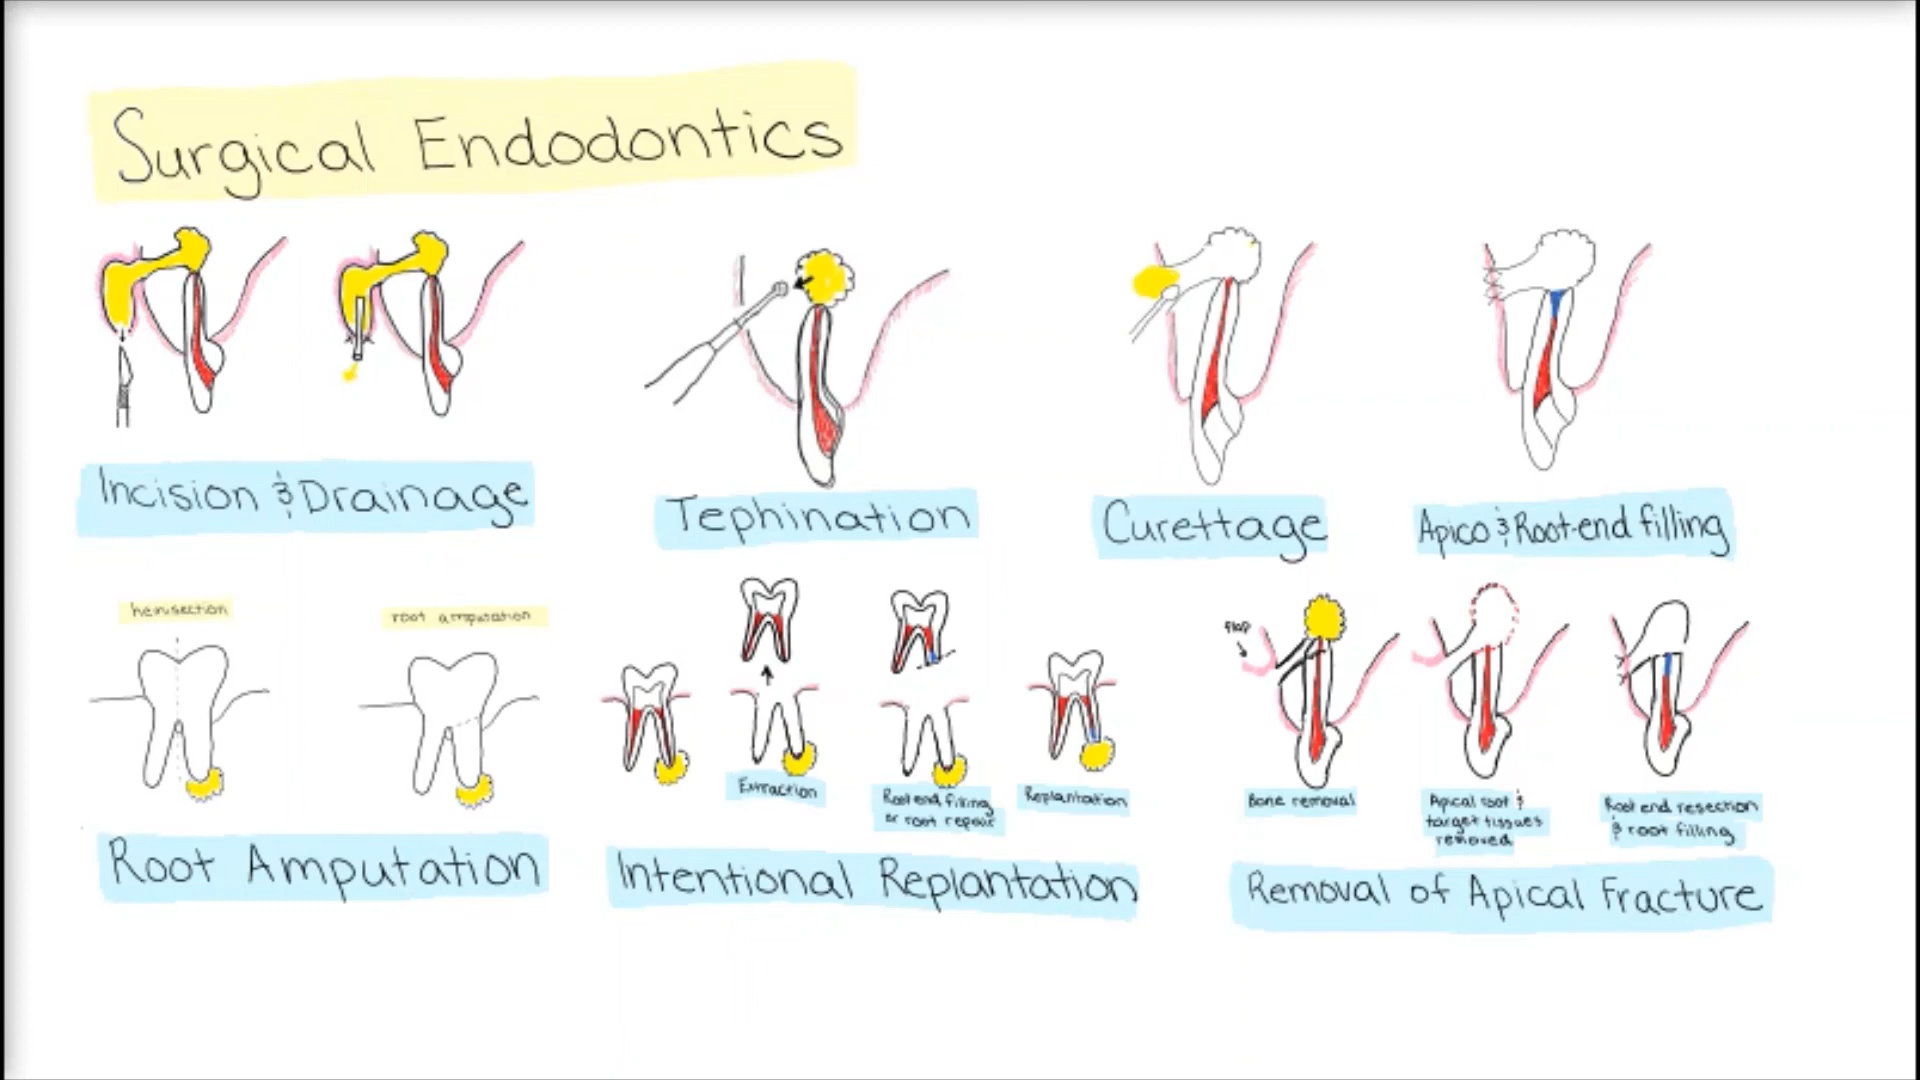 Surgical Endodontics
Incision & Drainage
Tephination
Curettage
Apico & Root-end filling
hemisection
root amputation
Root Amputation
Extraction
Root end filling
or root repair
Replantation
Intentional Replantation
flap
Bone removal
Apical root &
target tissues
removed
Root end resection
& root filling
Removal of Apical Fracture